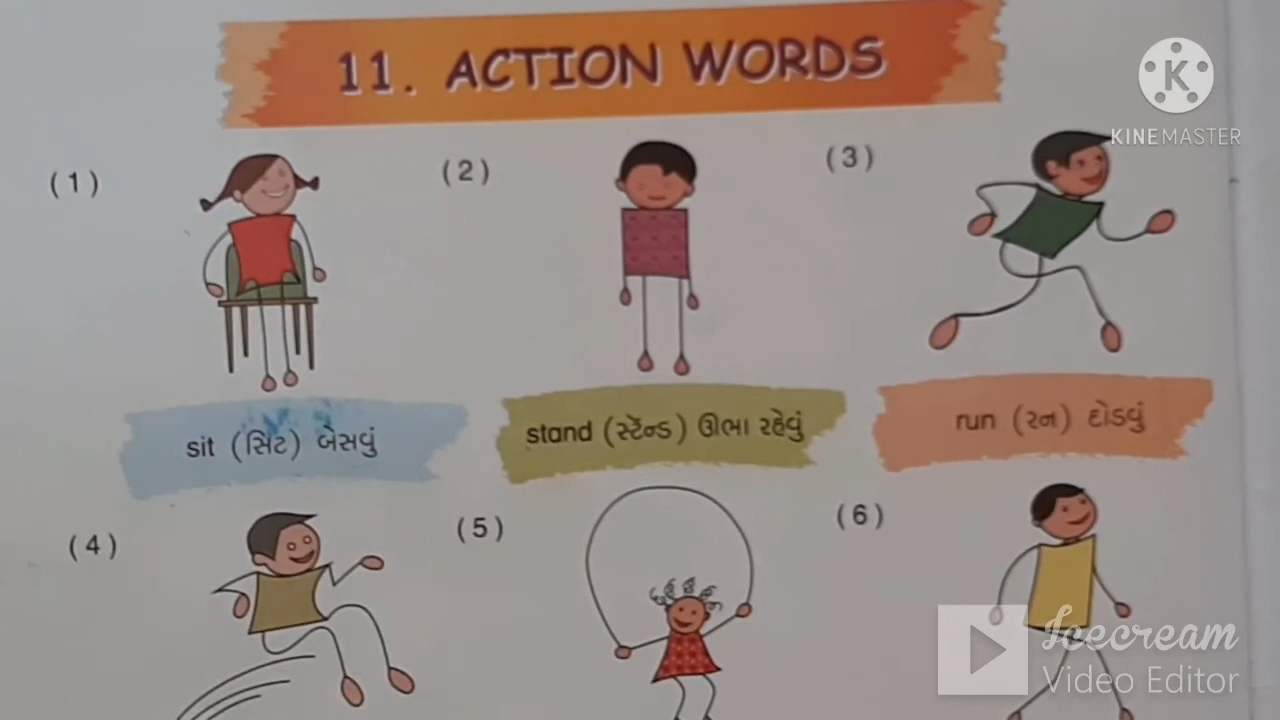 11. ACTION WORDS
KINEMASTER
(1)
(2)
(3)
sit (સિટ) બેસવું
stand (સ્ટૅન્ડ) ઊભા રહેવું
run (રન) દોડવું
(4)
(5)
(6)
Icecream
Video Editor